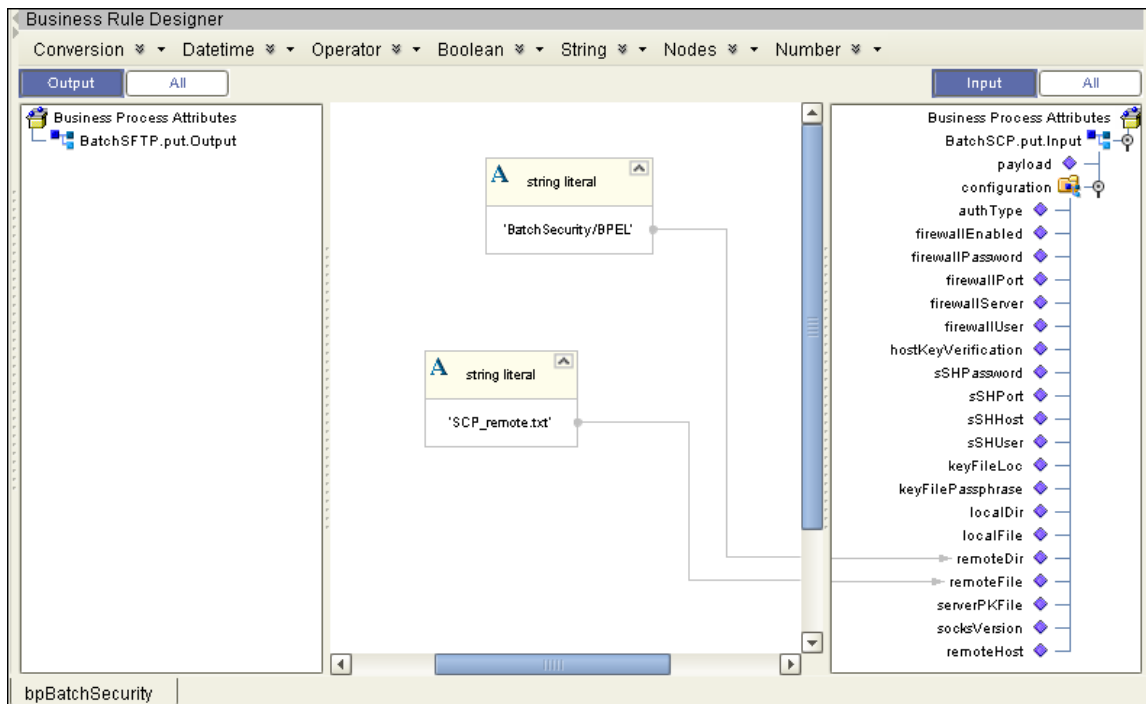 Business Rule Designer
Conversion Datetime Operator Boolean String Nodes Number
Output All
Input All
Business Process Attributes
BatchSFTP.put.Output
A string literal
'BatchSecurity/BPEL'
A string literal
'SCP_remote.txt'
Business Process Attributes
BatchSCP.put.Input
payload
configuration
authType
firewallEnabled
firewallPassword
firewallPort
firewallServer
firewallUser
hostKeyVerification
sSHPassword
sSHPort
sSHHost
sSHUser
keyFileLoc
keyFilePassphrase
localDir
localFile
remoteDir
remoteFile
serverPKFile
socksVersion
remoteHost
bpBatchSecurity